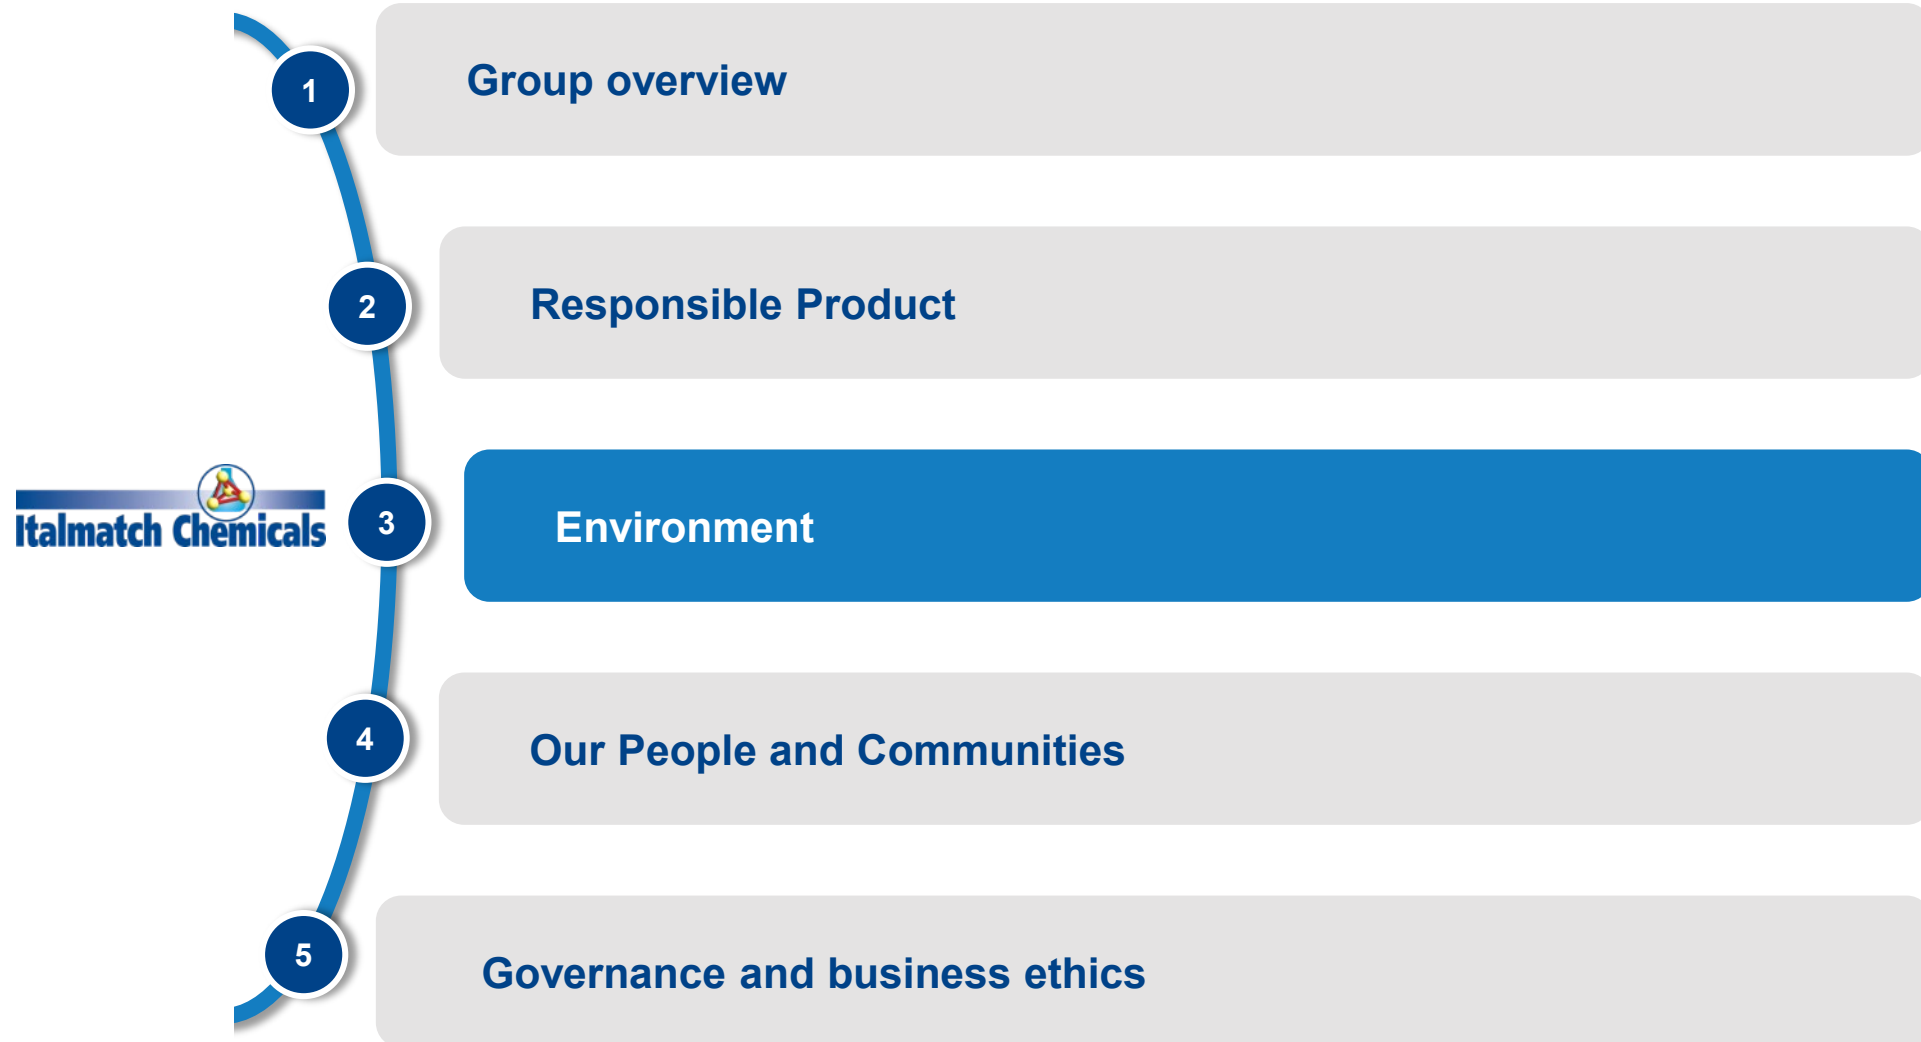 1
Group overview
2
Responsible Product
Italmatch Chemicals
3
Environment
4
Our People and Communities
5
Governance and business ethics